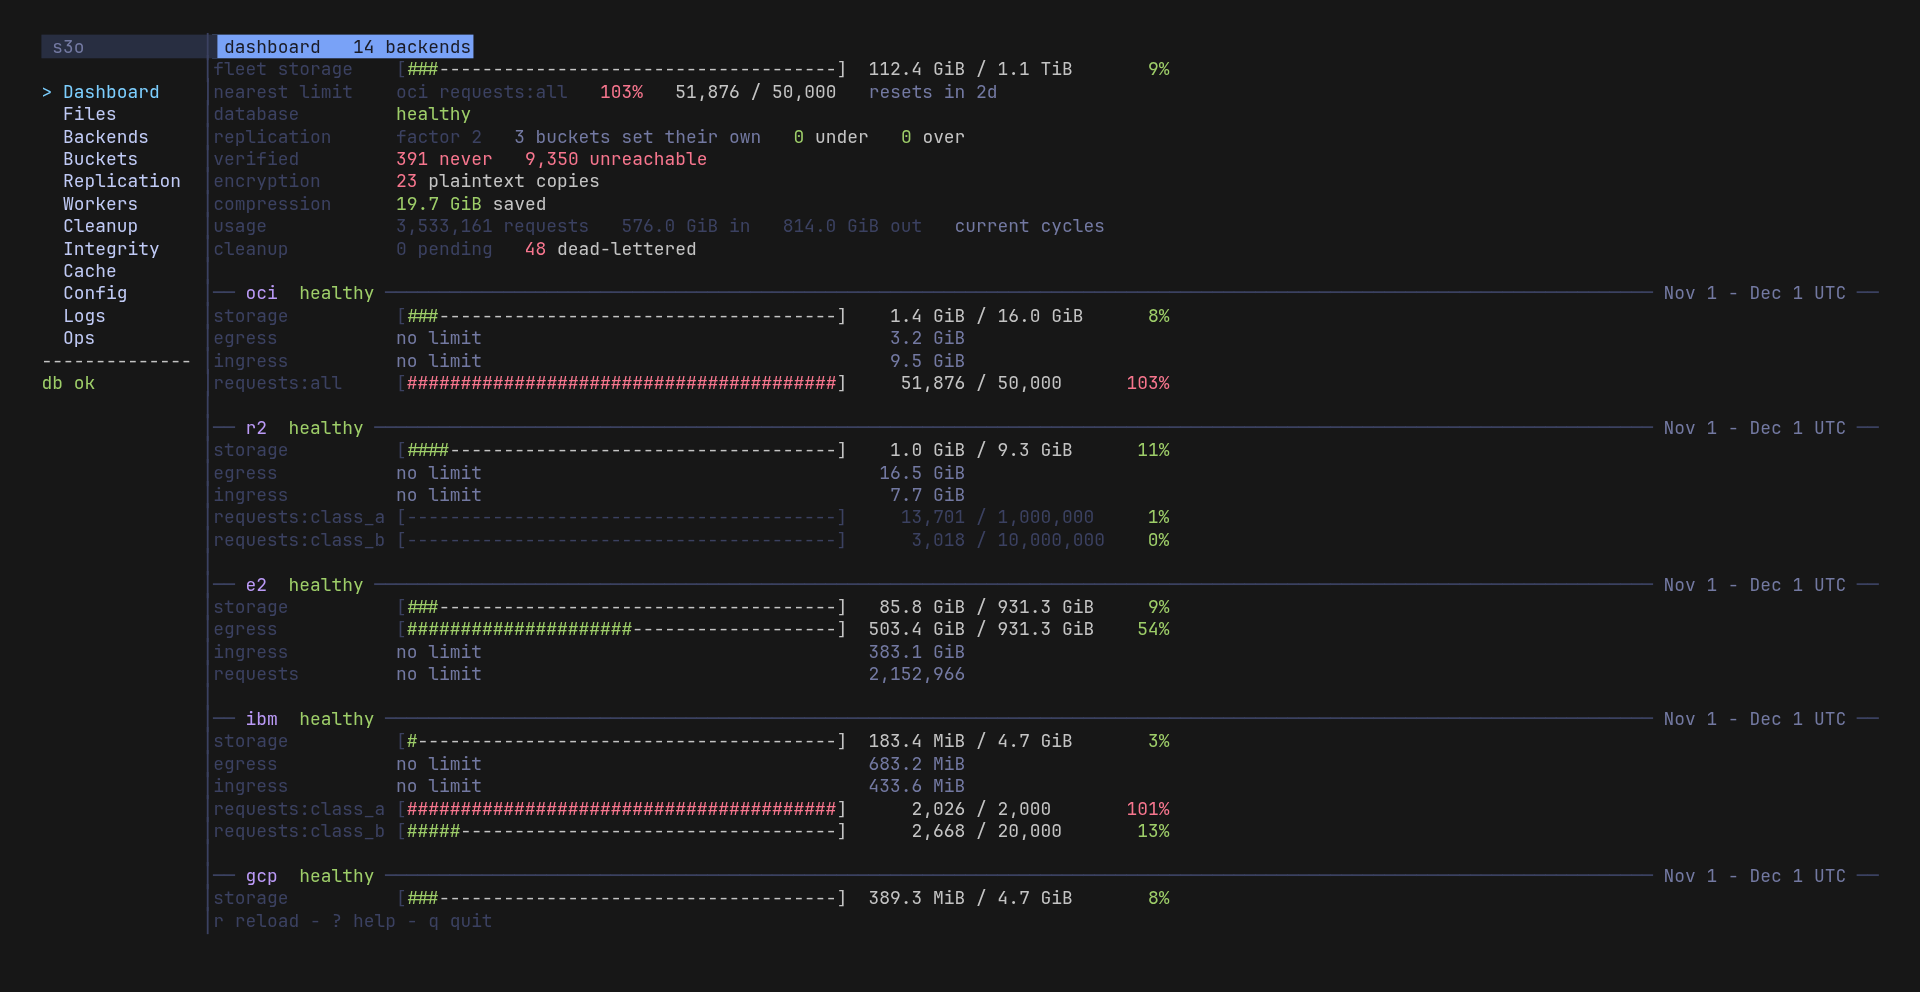 s3o
dashboard 14 backends
> Dashboard
Files
Backends
Buckets
Replication
Workers
Cleanup
Integrity
Cache
Config
Logs
Ops
--------------
db ok
fleet storage [###-------------------------------------] 112.4 GiB / 1.1 TiB 9%
nearest limit oci requests:all 103% 51,876 / 50,000 resets in 2d
database healthy
replication factor 2 3 buckets set their own 0 under 0 over
verified 391 never 9,350 unreachable
encryption 23 plaintext copies
compression 19.7 GiB saved
usage 3,533,161 requests 576.0 GiB in 814.0 GiB out current cycles
cleanup 0 pending 48 dead-lettered
oci healthy Nov 1 - Dec 1 UTC
storage [###-------------------------------------] 1.4 GiB / 16.0 GiB 8%
egress no limit 3.2 GiB
ingress no limit 9.5 GiB
requests:all [########################################] 51,876 / 50,000 103%
r2 healthy Nov 1 - Dec 1 UTC
storage [####------------------------------------] 1.0 GiB / 9.3 GiB 11%
egress no limit 16.5 GiB
ingress no limit 7.7 GiB
requests:class_a [----------------------------------------] 13,701 / 1,000,000 1%
requests:class_b [----------------------------------------] 3,018 / 10,000,000 0%
e2 healthy Nov 1 - Dec 1 UTC
storage [###-------------------------------------] 85.8 GiB / 931.3 GiB 9%
egress [#####################-------------------] 503.4 GiB / 931.3 GiB 54%
ingress no limit 383.1 GiB
requests no limit 2,152,966
ibm healthy Nov 1 - Dec 1 UTC
storage [#---------------------------------------] 183.4 MiB / 4.7 GiB 3%
egress no limit 683.2 MiB
ingress no limit 433.6 MiB
requests:class_a [########################################] 2,026 / 2,000 101%
requests:class_b [#####-----------------------------------] 2,668 / 20,000 13%
gcp healthy Nov 1 - Dec 1 UTC
storage [###-------------------------------------] 389.3 MiB / 4.7 GiB 8%
r reload - ? help - q quit